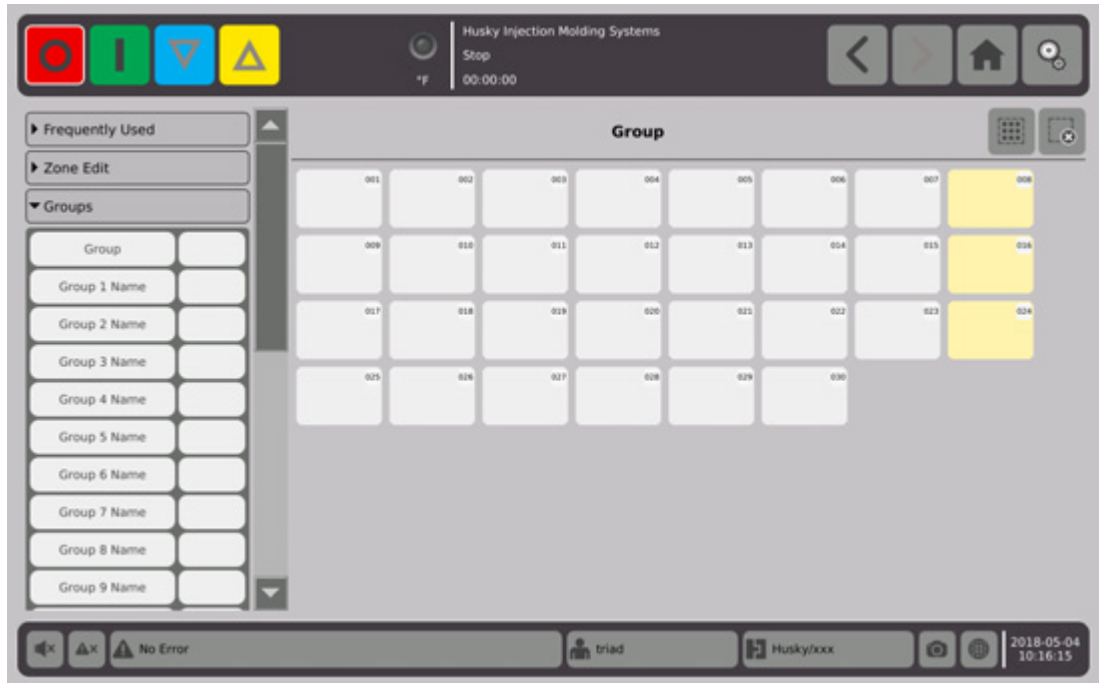 Husky Injection Molding Systems
Stop
°F 00:00:00
Frequently Used
Zone Edit
Groups
Group
Group 1 Name
Group 2 Name
Group 3 Name
Group 4 Name
Group 5 Name
Group 6 Name
Group 7 Name
Group 8 Name
Group 9 Name
Group
001 002 003 004 005 006 007 008
009 010 011 012 013 014 015 016
017 018 019 020 021 022 023 024
025 026 027 028 029 030
No Error
triad
Husky/xxx
2018-05-04
10:16:15